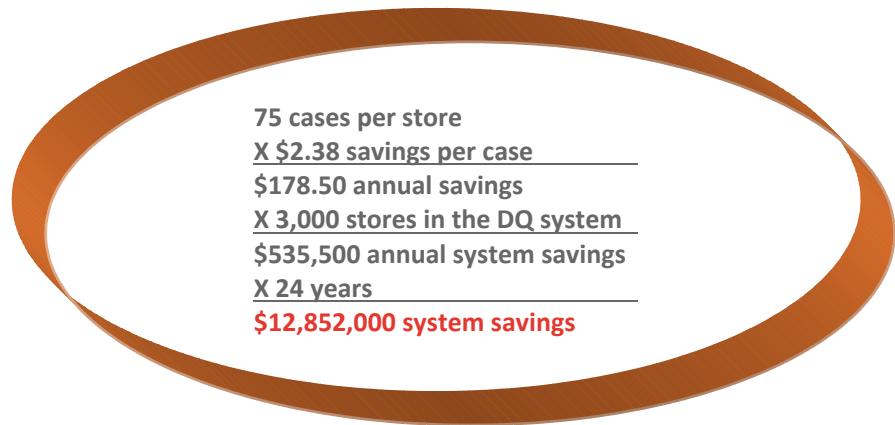 75 cases per store
X $2.38 savings per case
$178.50 annual savings
X 3,000 stores in the DQ system
$535,500 annual system savings
X 24 years
$12,852,000 system savings